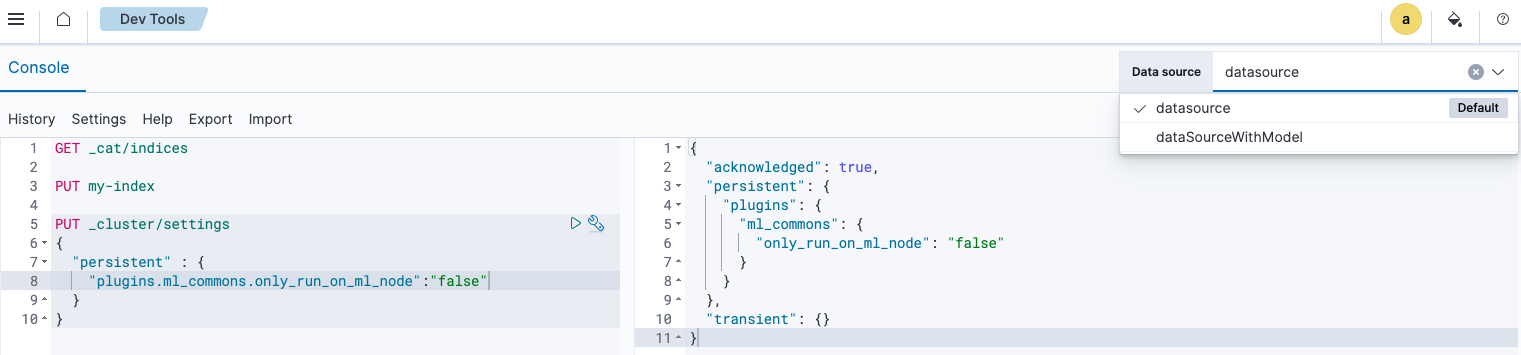 Dev Tools
a
Console
Data source datasource
datasource Default
dataSourceWithModel
History Settings Help Export Import
1 GET _cat/indices
2
3 PUT my-index
4
5 PUT _cluster/settings
6 {
7 "persistent" : {
8 "plugins.ml_commons.only_run_on_ml_node":"false"
9 }
10 }
1 {
2 "acknowledged": true,
3 "persistent": {
4 "plugins": {
5 "ml_commons": {
6 "only_run_on_ml_node": "false"
7 }
8 }
9 },
10 "transient": {}
11 }